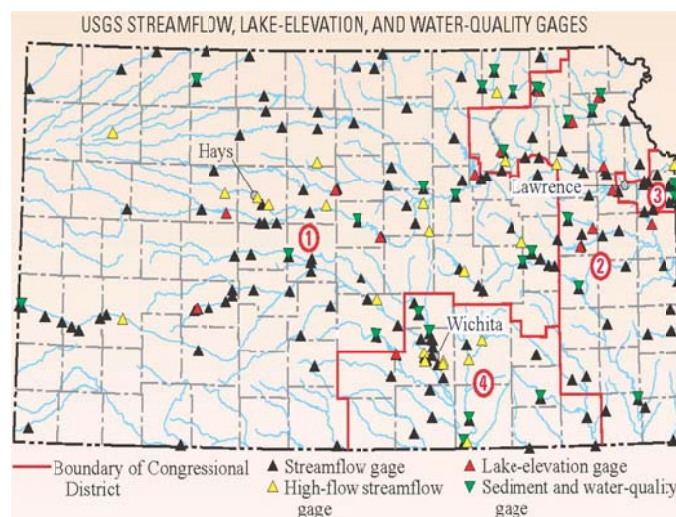 USGS STREAMFLOW, LAKE-ELEVATION, AND WATER-QUALITY GAGES
Hays
Lawrence
3
1
2
Wichita
4
Boundary of Congressional
District
Streamflow gage
High-flow streamflow
gage
Lake-elevation gage
Sediment and water-quality
gage